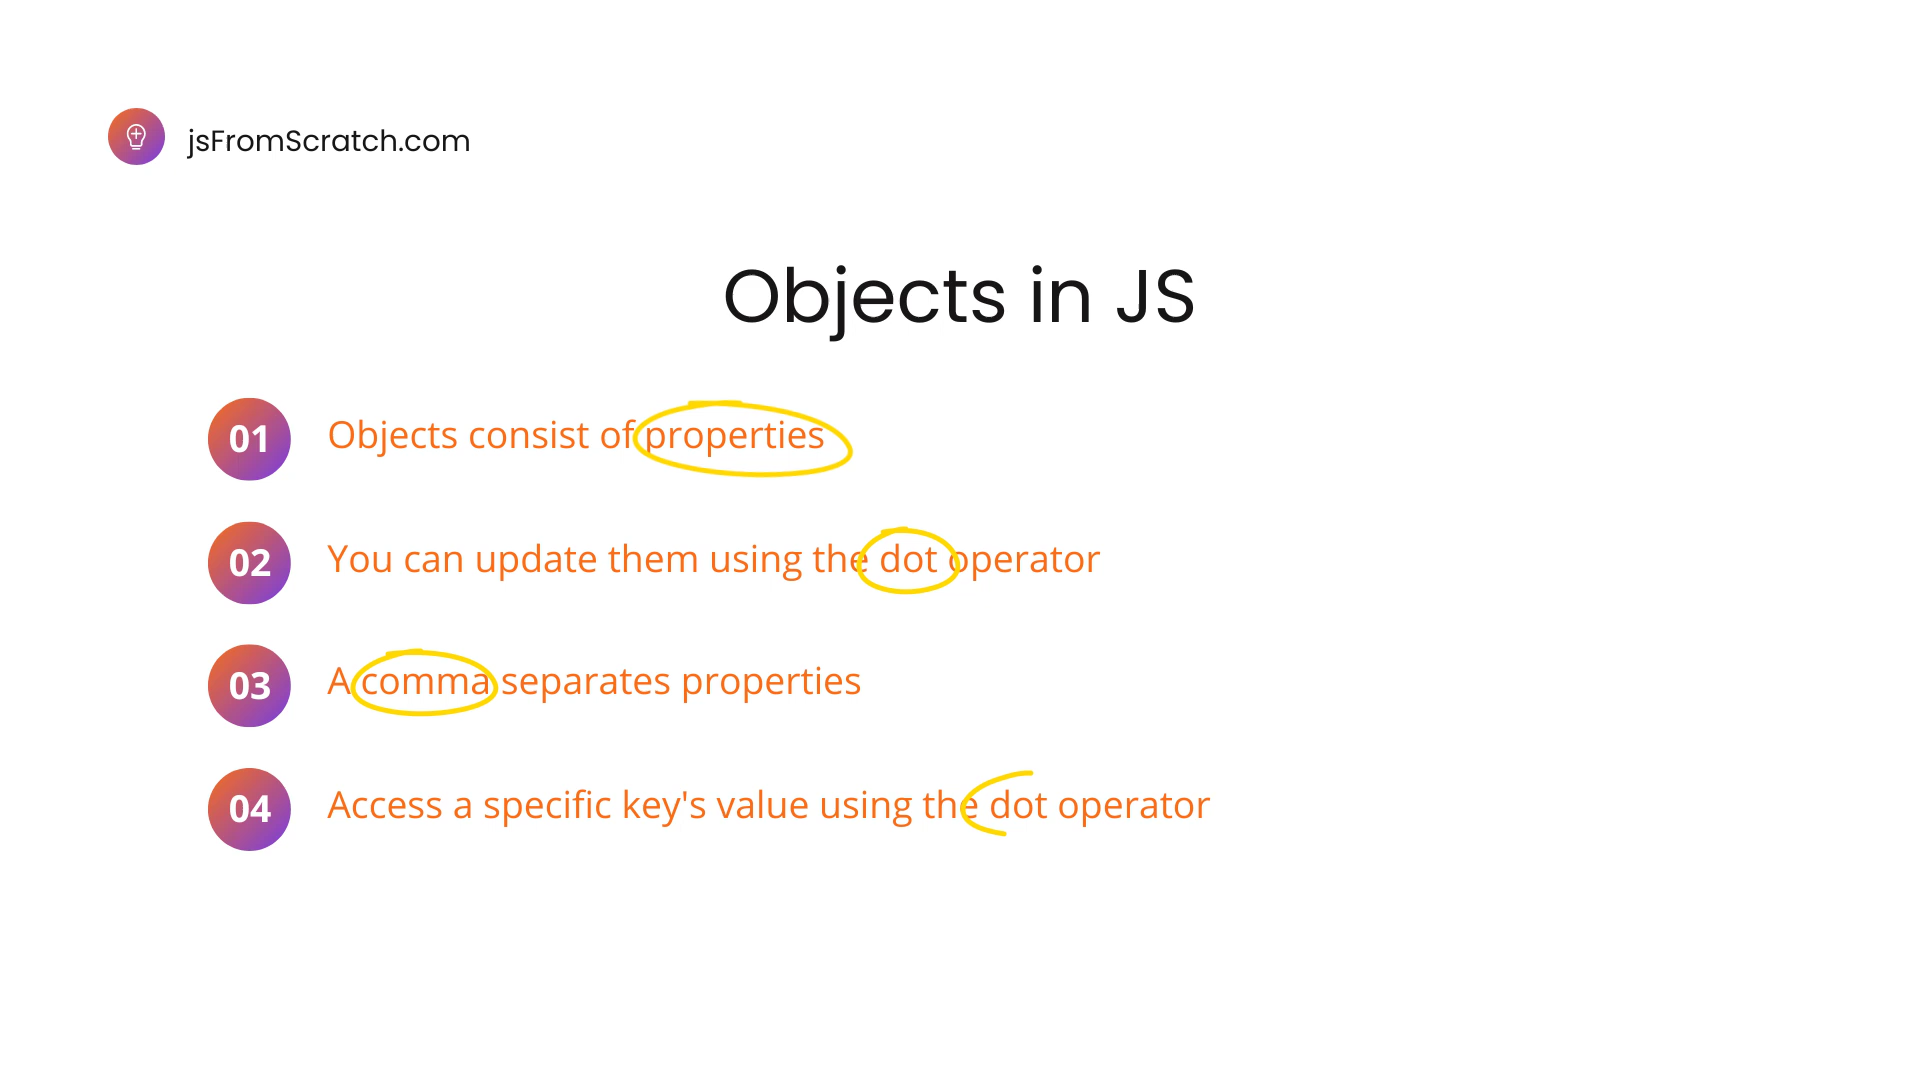 jsFromScratch.com
Objects in JS
01 Objects consist of properties
02 You can update them using the dot operator
03 A comma separates properties
04 Access a specific key's value using the dot operator